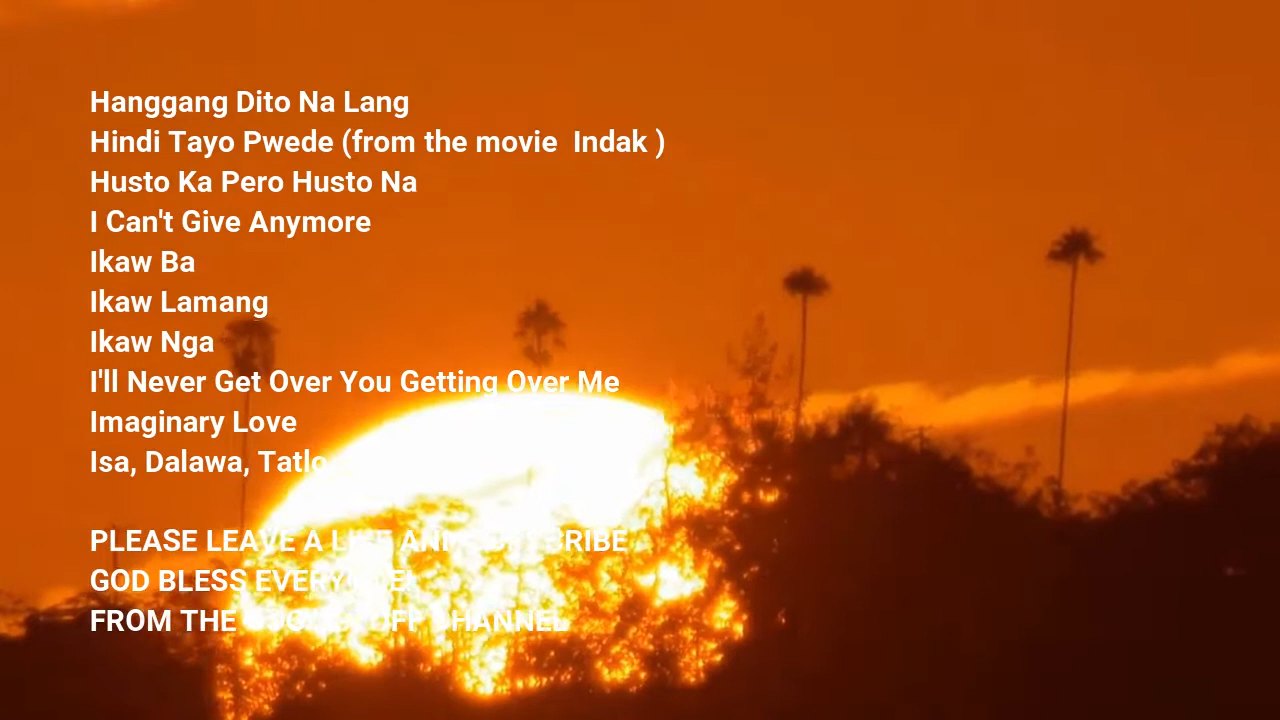 Hanggang Dito Na Lang
Hindi Tayo Pwede (from the movie  Indak )
Husto Ka Pero Husto Na
I Can't Give Anymore
Ikaw Ba
Ikaw Lamang
Ikaw Nga
I'll Never Get Over You Getting Over Me
Imaginary Love
Isa, Dalawa, Tatlo
PLEASE LEAVE A LIKE AND SUBSCRIBE
GOD BLESS EVERYONE!
FROM THE CHANNEL